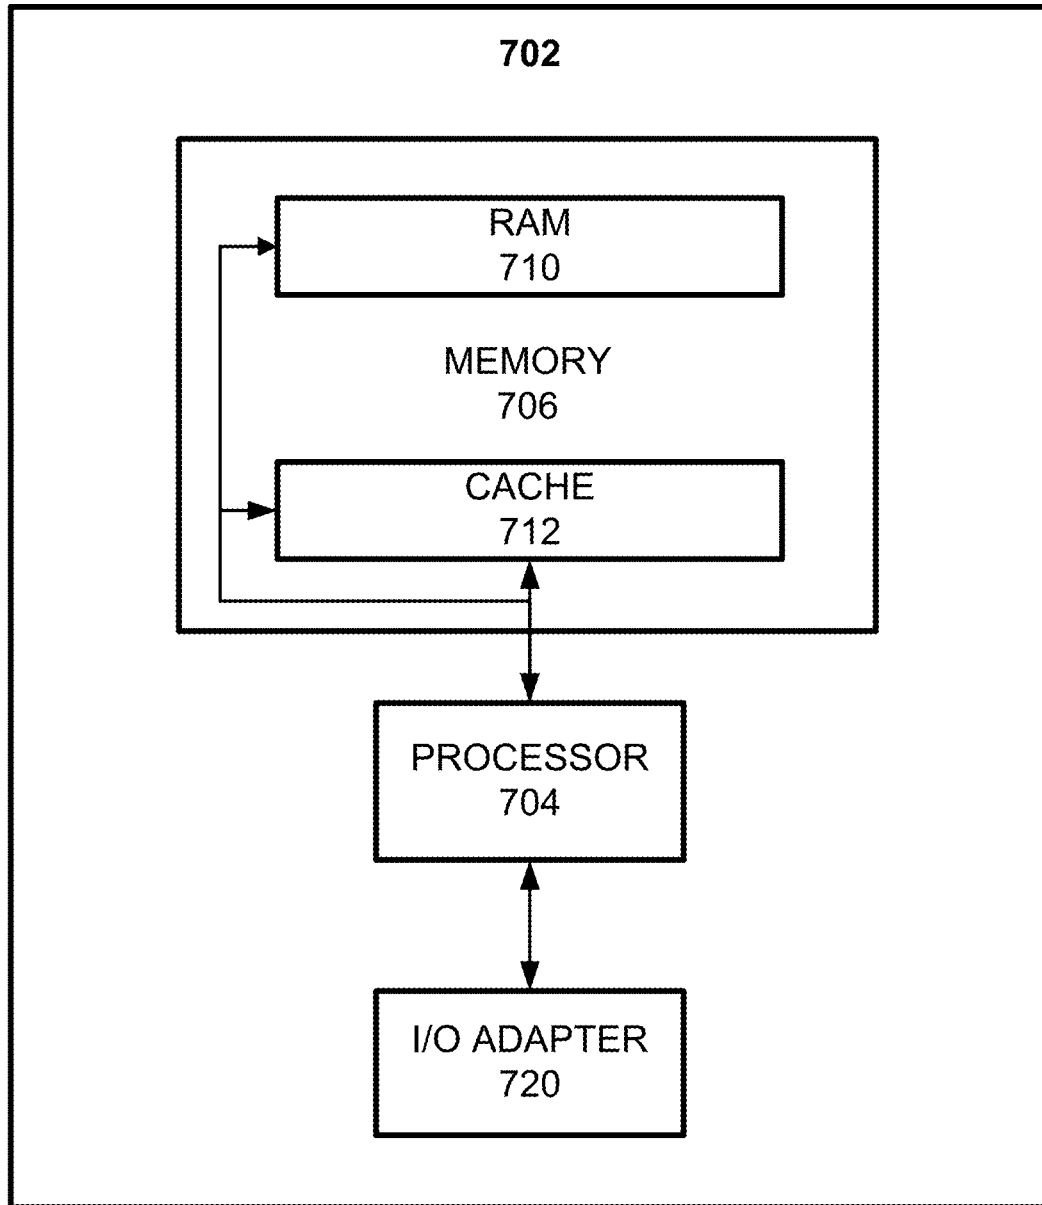 702
RAM
710
MEMORY
706
CACHE
712
PROCESSOR
704
I/O ADAPTER
720